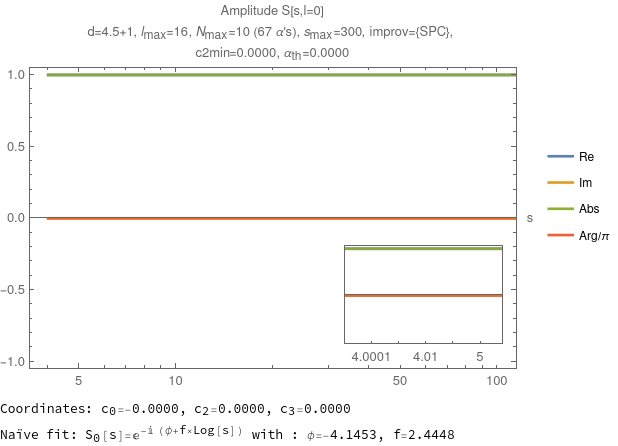 Amplitude S[s,l=0]
d=4.5+1, lmax=16, Nmax=10 (67 α's), smax=300, improv={SPC},
c2min=0.0000, αth=0.0000
1.0
0.5
0.0
-0.5
-1.0
s
Re
Im
Abs
Arg/π
4.0001 4.01 5
5 10 50 100
Coordinates: c0=-0.0000, c2=0.0000, c3=0.0000
Naïve fit: S0[s]=e^-i (ϕ+f×Log[s]) with : ϕ=-4.1453, f=2.4448